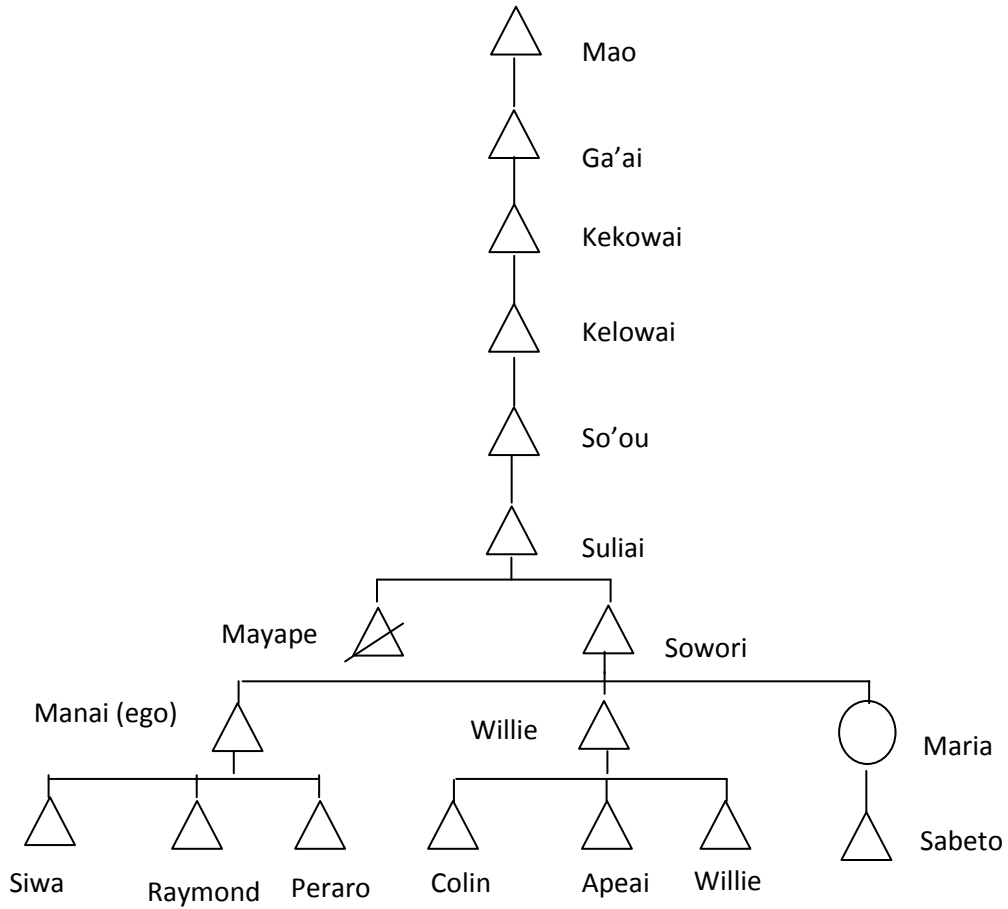 Mao
Ga’ai
Kekowai
Kelowai
So’ou
Suliai
Mayape
Sowori
Manai (ego)
Willie
Maria
Siwa
Raymond
Peraro
Colin
Apeai
Willie
Sabeto